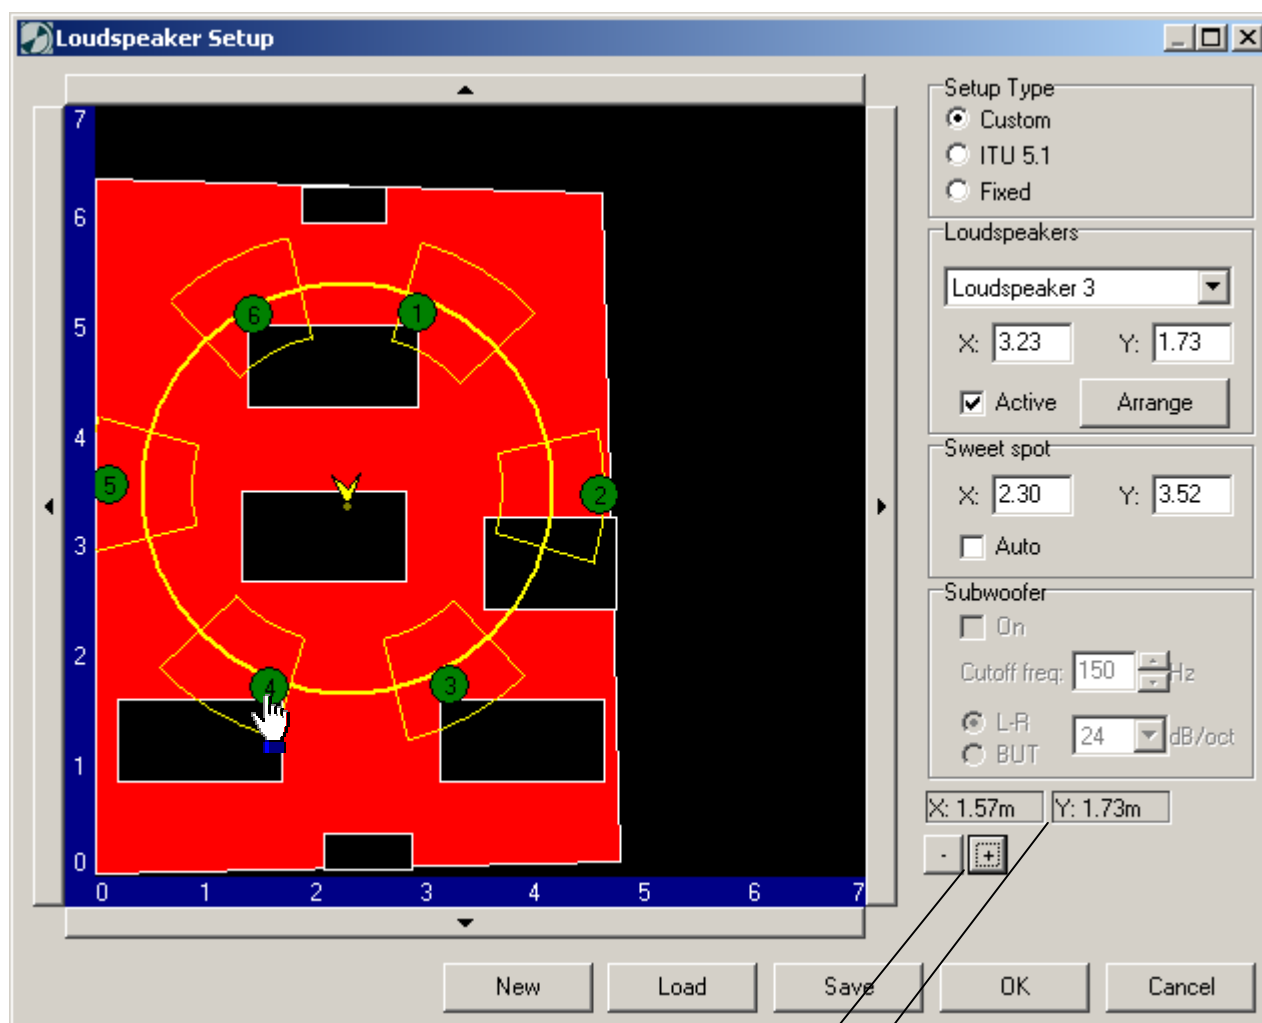 Loudspeaker Setup
7
6
5
4
3
2
1
0
0 1 2 3 4 5 6 7
6
1
5
2
4
3
Setup Type
Custom
ITU 5.1
Fixed
Loudspeakers
Loudspeaker 3
X: 3.23 Y: 1.73
Active Arrange
Sweet spot
X: 2.30 Y: 3.52
Auto
Subwoofer
On
Cutoff freq: 150 Hz
L-R
BUT
24 dB/oct
X: 1.57m Y: 1.73m
- +
New Load Save OK Cancel